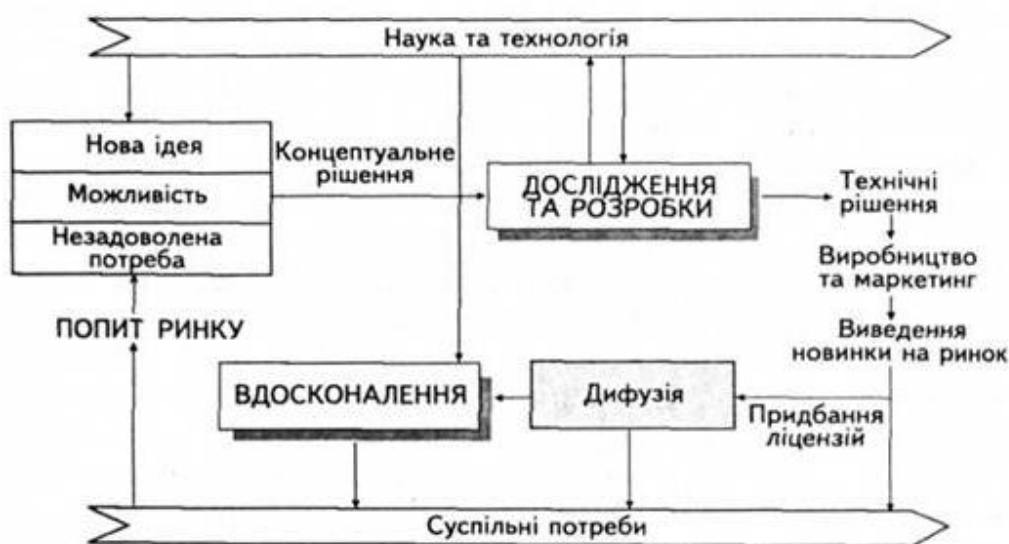 Наука та технологія
Нова ідея
Можливість
Незадоволена
потреба
Концептуальне
рішення
ДОСЛІДЖЕННЯ
ТА РОЗРОБКИ
Технічні
рішення
Виробництво
та маркетинг
Виведення
новинки на ринок
ПОПИТ РИНКУ
ВДОСКОНАЛЕННЯ
Дифузія
Придбання
ліцензій
Суспільні потреби